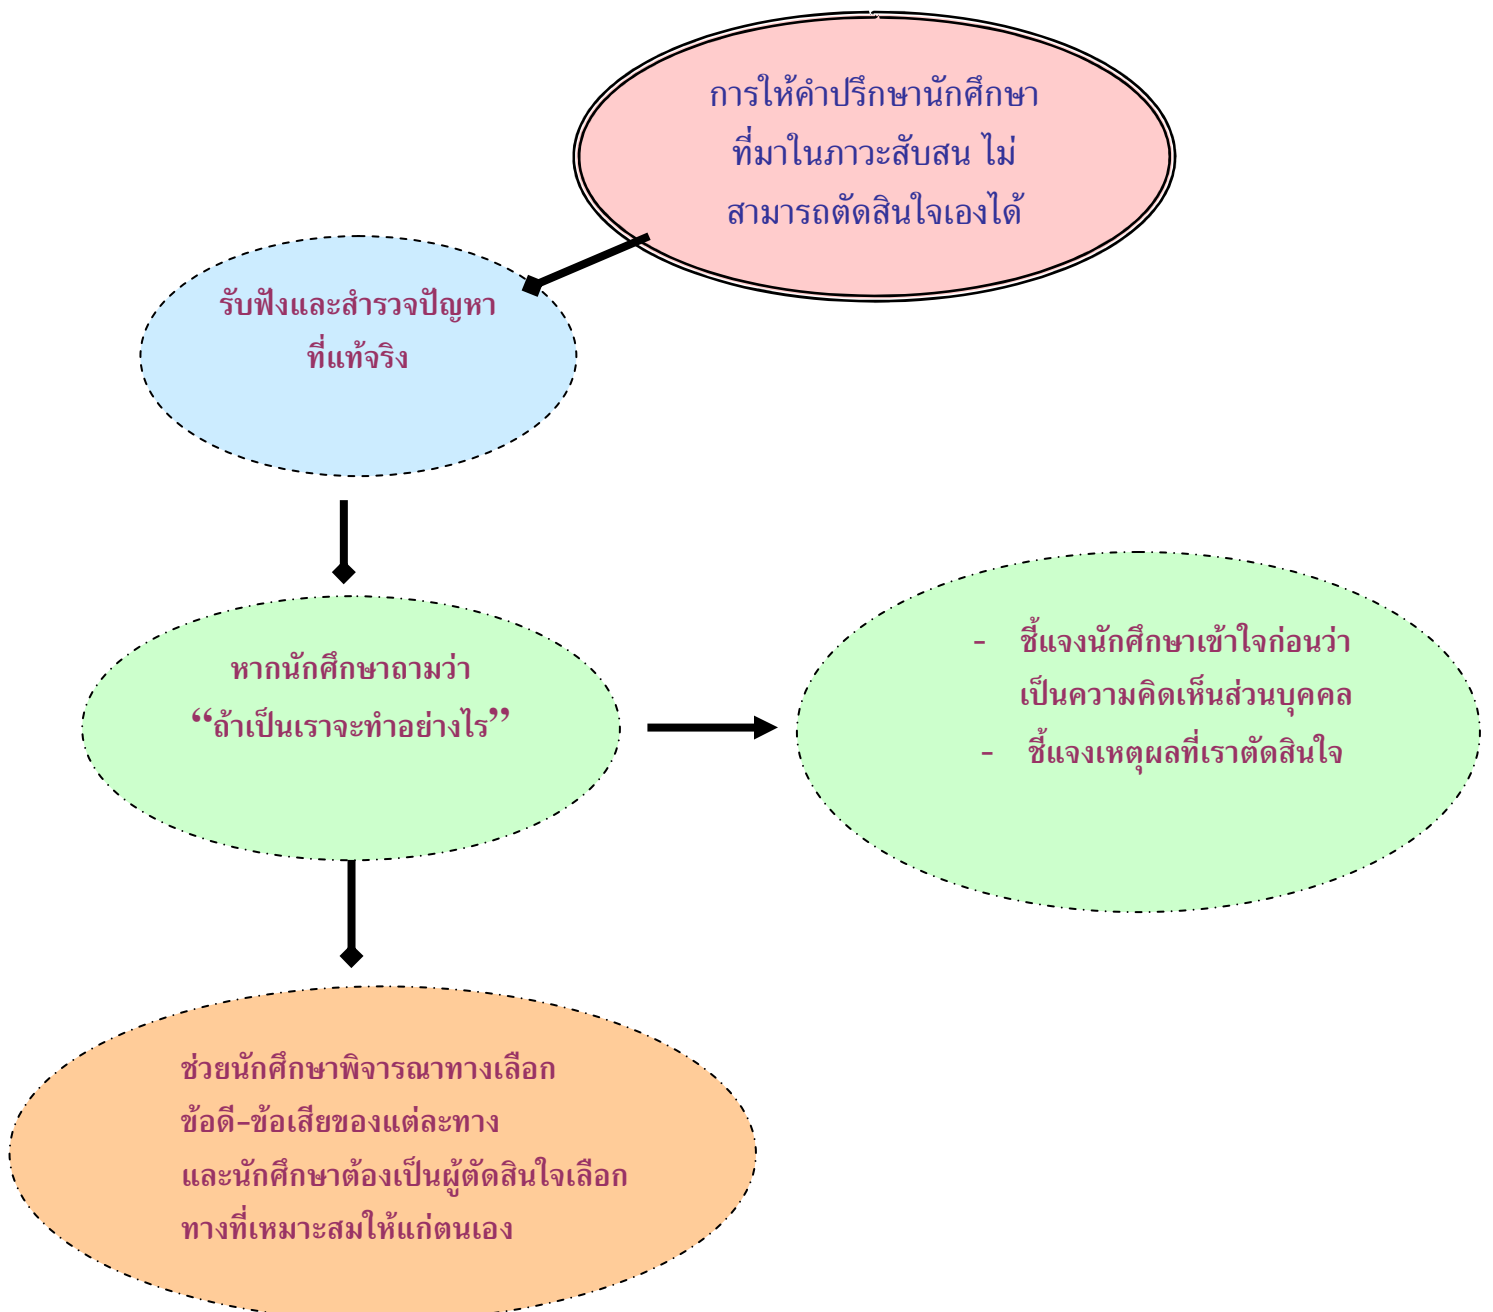 การให้คำปรึกษานักศึกษา
ที่มาในภาวะสับสน ไม่
สามารถตัดสินใจเองได้
รับฟังและสำรวจปัญหา
ที่แท้จริง
หากนักศึกษาถามว่า
“ถ้าเป็นเราจะทำอย่างไร”
- ชี้แจงนักศึกษาเข้าใจก่อนว่า
เป็นความคิดเห็นส่วนบุคคล
- ชี้แจงเหตุผลที่เราตัดสินใจ
ช่วยนักศึกษาพิจารณาทางเลือก
ข้อดี-ข้อเสียของแต่ละทาง
และนักศึกษาต้องเป็นผู้ตัดสินใจเลือก
ทางที่เหมาะสมให้แก่ตนเอง